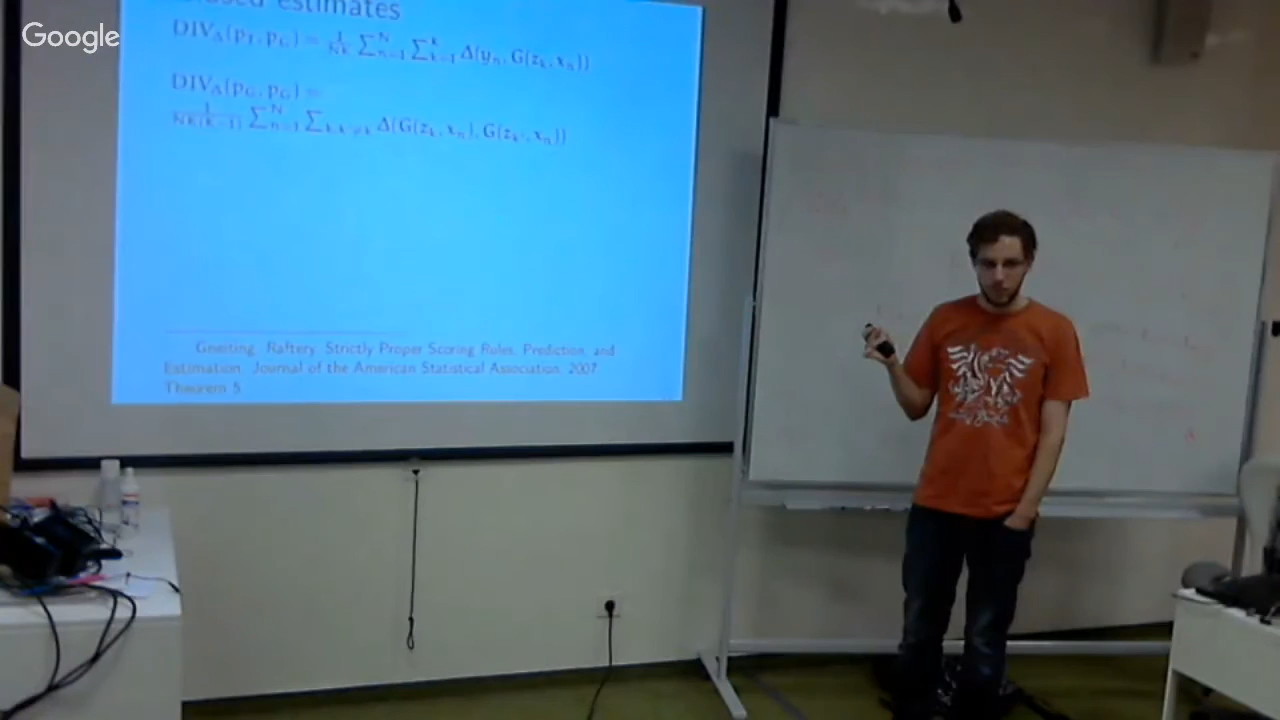 Google
estimates
DIV_Δ(p_T, p_G) = 1/NK ∑_{n=1}^N ∑_{k=1}^K Δ(y_n, G(z_k, x_n))
DIV_Δ(p_G, p_G) =
1/NK(K−1) ∑_{n=1}^N ∑_{k,k'≠k} Δ(G(z_k, x_n), G(z_k', x_n))
Gneiting, Raftery. Strictly Proper Scoring Rules, Prediction, and
Estimation. Journal of the American Statistical Association, 2007
Theorem 5